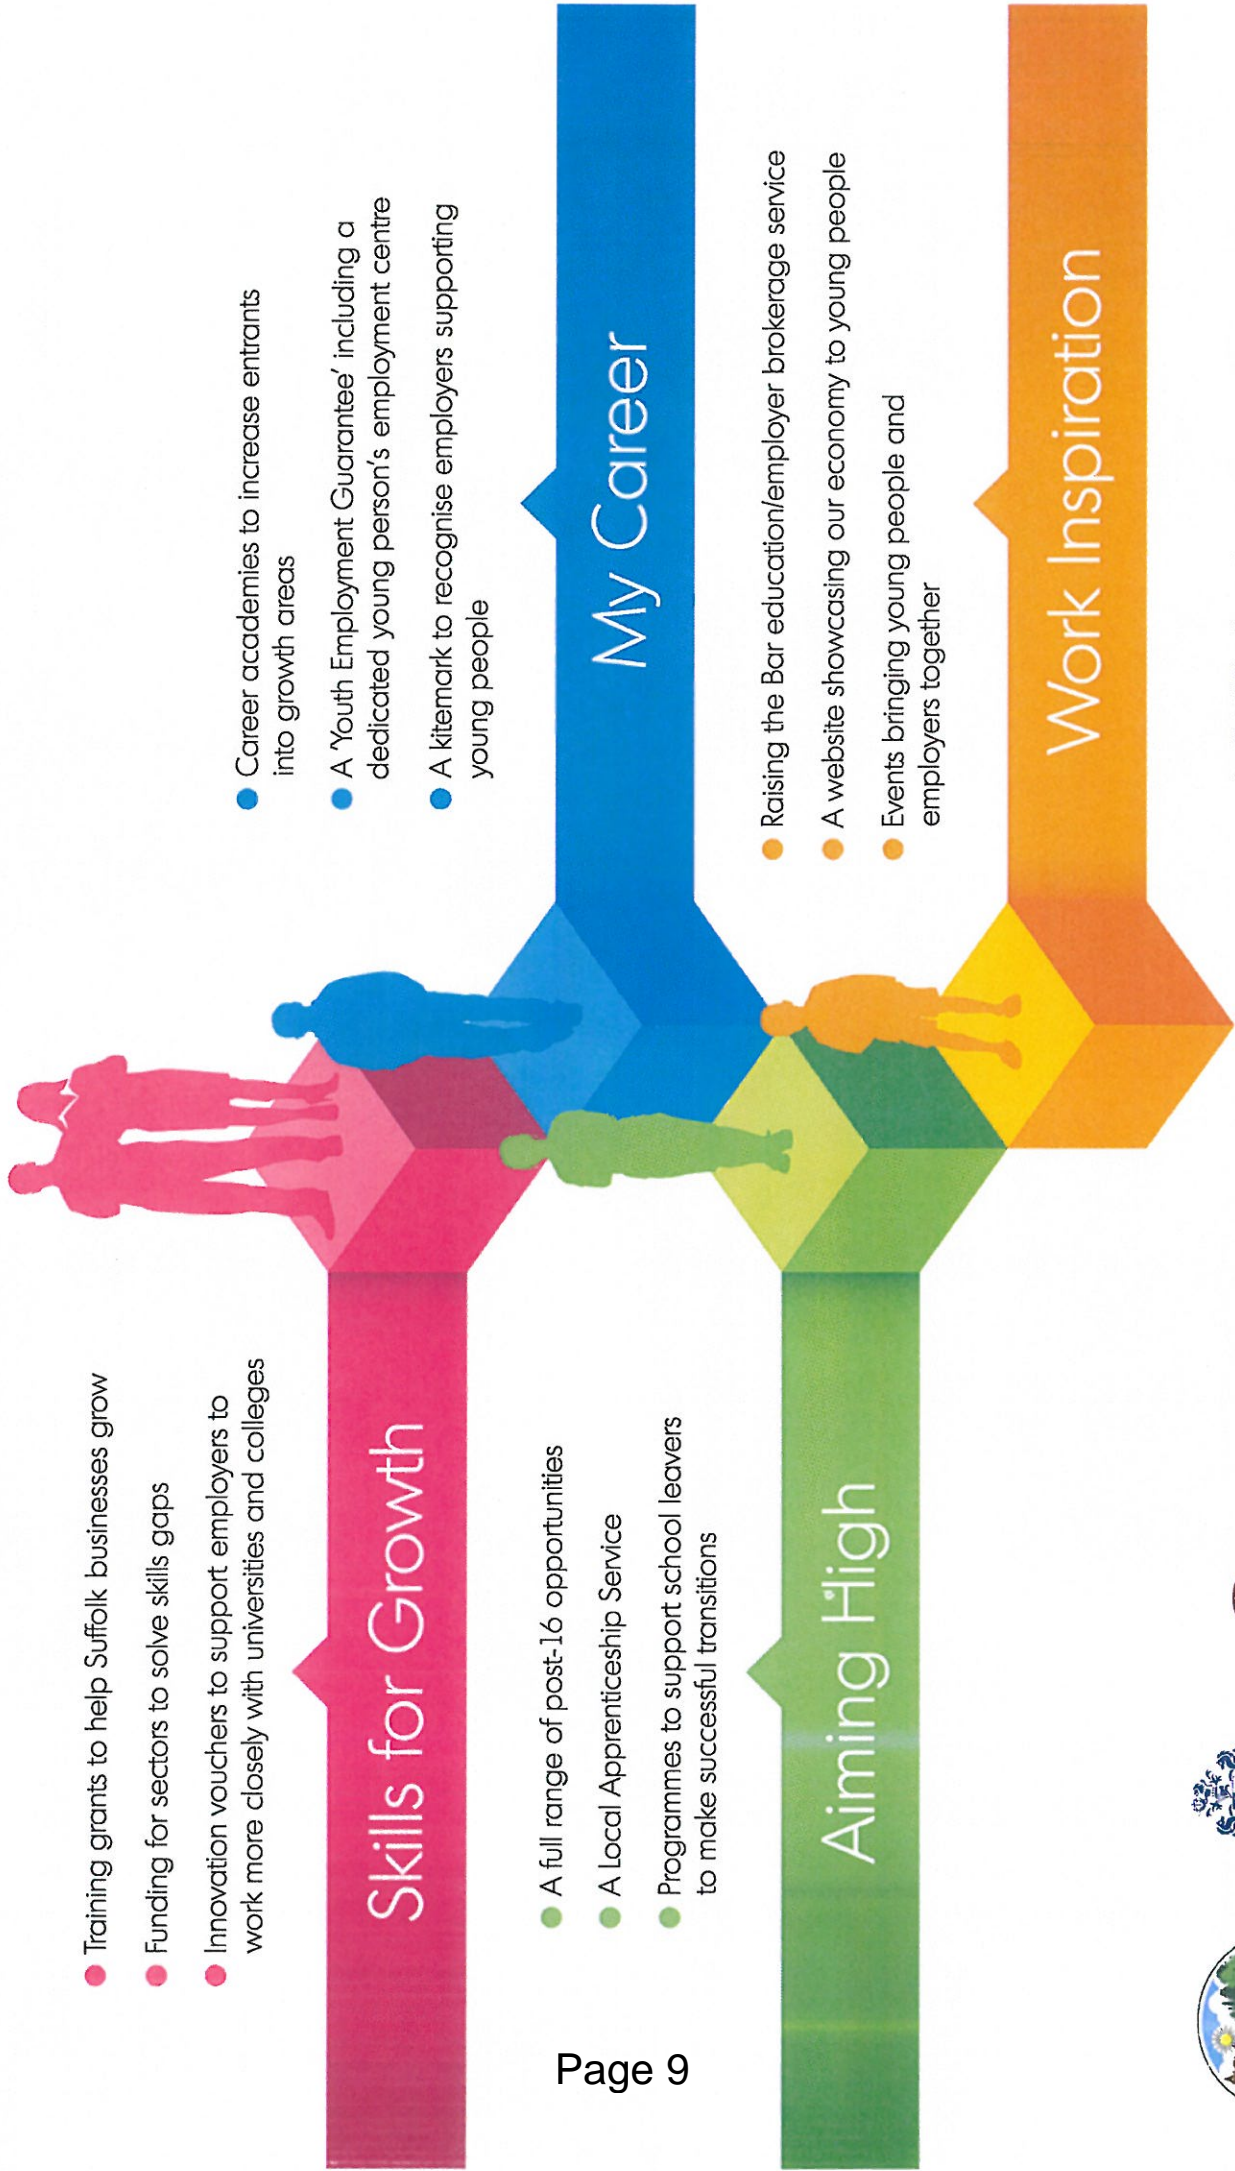 Training grants to help Suffolk businesses grow
Funding for sectors to solve skills gaps
Innovation vouchers to support employers to
work more closely with universities and colleges
Skills for Growth
Career academies to increase entrants
into growth areas
A 'Youth Employment Guarantee' including a
dedicated young person's employment centre
A kitemark to recognise employers supporting
young people
My Career
A full range of post-16 opportunities
A Local Apprenticeship Service
Programmes to support school leavers
to make successful transitions
Aiming High
Raising the Bar education/employer brokerage service
A website showcasing our economy to young people
Events bringing young people and
employers together
Work Inspiration
Page 9